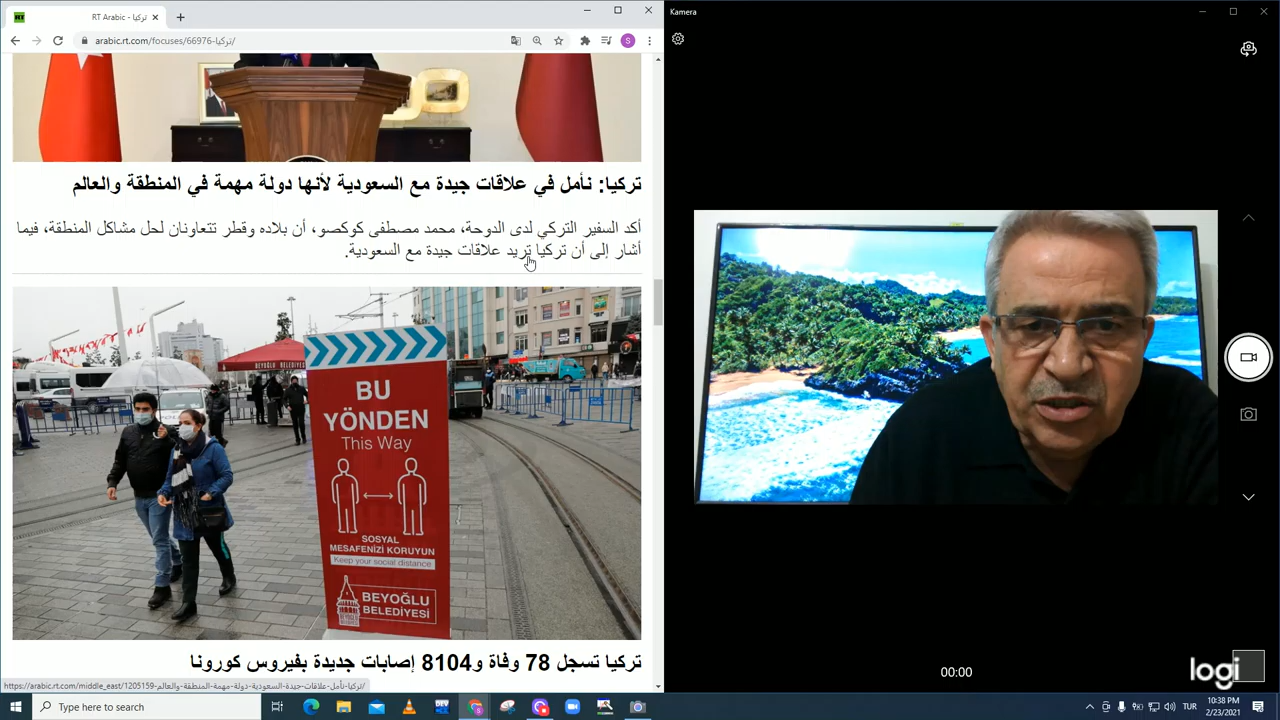 RT Arabic - تركيا
arabic.rt.com/focuses/66976-تركيا/
S
تركيا: نأمل في علاقات جيدة مع السعودية لأنها دولة مهمة في المنطقة والعالم
أكد السفير التركي لدى الدوحة، محمد مصطفى كوكصو، أن بلاده وقطر تتعاونان لحل مشاكل المنطقة، فيما
أشار إلى أن تركيا تريد علاقات جيدة مع السعودية.
BEYOĞLU BELEDİYESİ
BU
YÖNDEN
This Way
SOSYAL
MESAFENİZİ KORUYUN
Keep your social distance
BEYOĞLU
BELEDİYESİ
تركيا تسجل 78 وفاة و8104 إصابات جديدة بفيروس كورونا
https://arabic.rt.com/middle_east/1205159-تركيا-نأمل-علاقات-جيدة-السعودية-دولة-مهمة-المنطقة-والعالم/
Kamera
00:00
logi
Type here to search
TUR
10:38 PM
2/23/2021